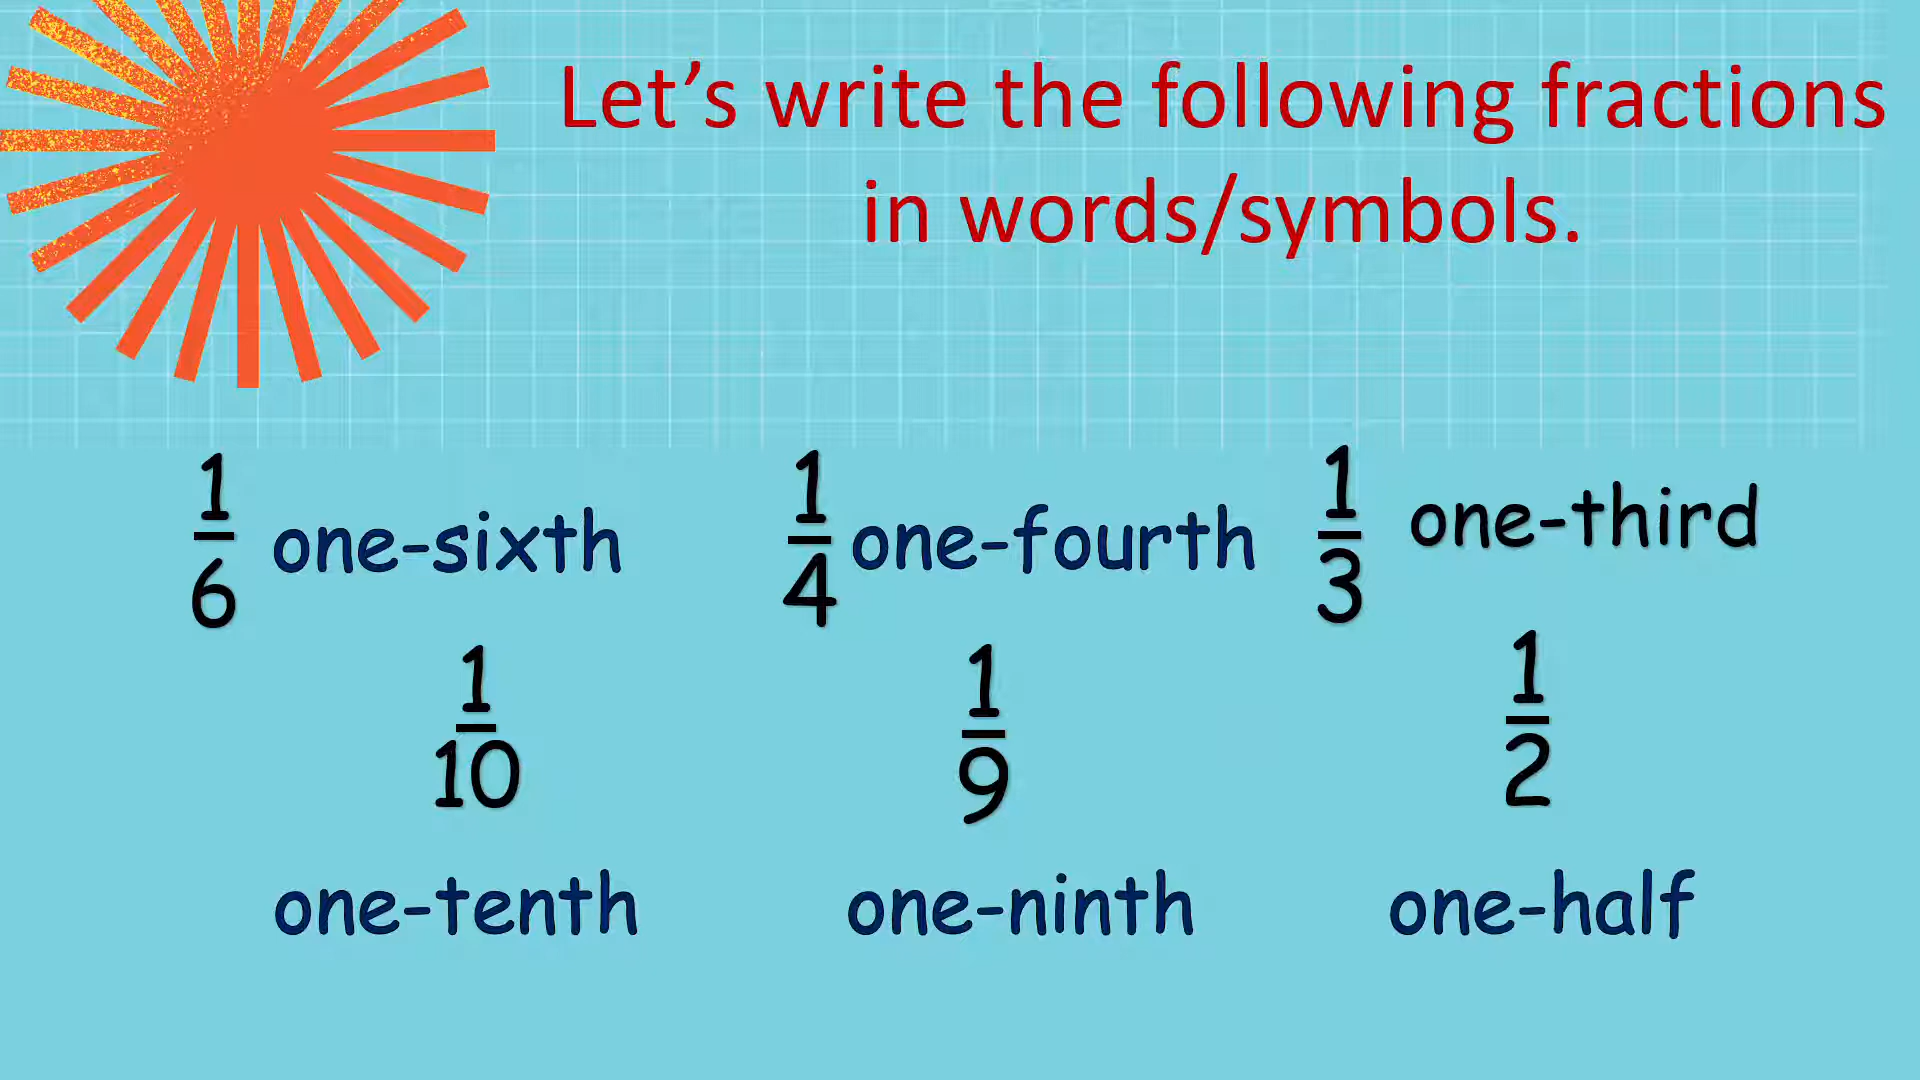 Let’s write the following fractions
in words/symbols.
1/6 one-sixth
1/4 one-fourth
1/3 one-third
1/10
one-tenth
1/9
one-ninth
1/2
one-half